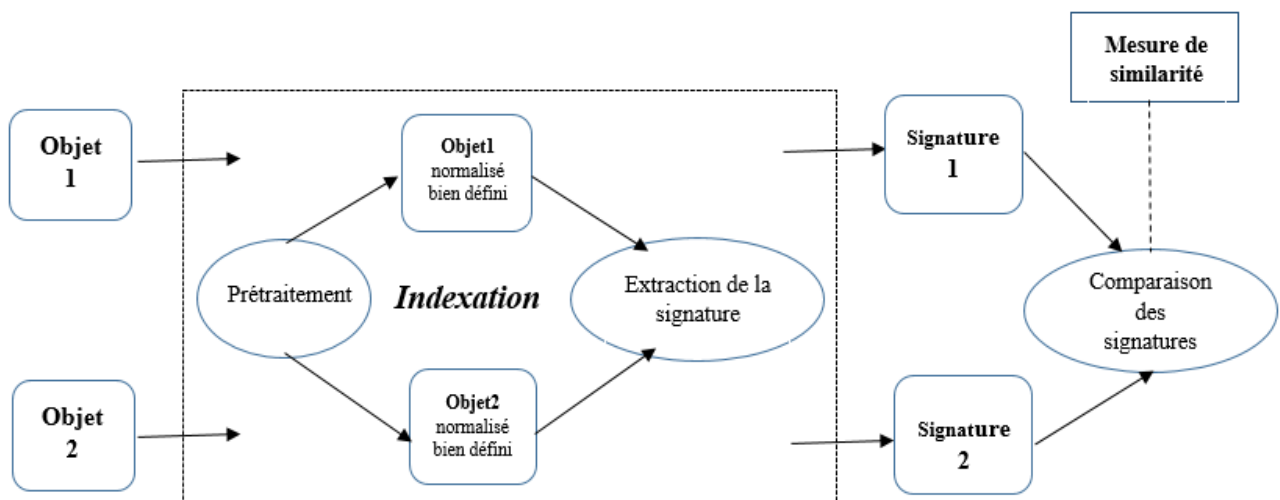 Mesure de
similarité
Objet
1
Objet1
normalisé
bien défini
Signature
1
Prétraitement
Indexation
Extraction de la
signature
Comparaison
des
signatures
Objet
2
Objet2
normalisé
bien défini
Signature
2